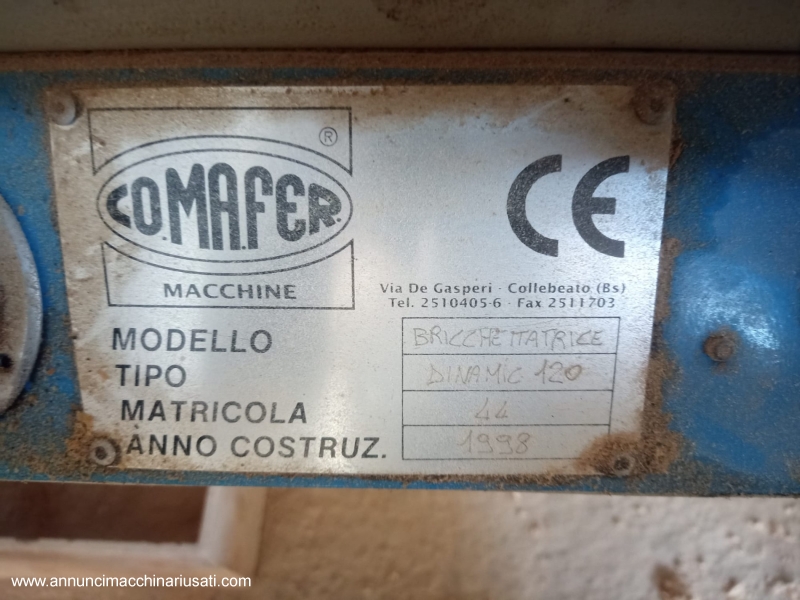 ®
CO.MA.FER.
MACCHINE
CE
Via De Gasperi · Collebeato (Bs)
Tel. 2510405-6 · Fax 2511703
MODELLO BRICCHETTATRICE
TIPO DINAMIC 120
MATRICOLA 44
ANNO COSTRUZ. 1998
www.annuncimacchinariusati.com